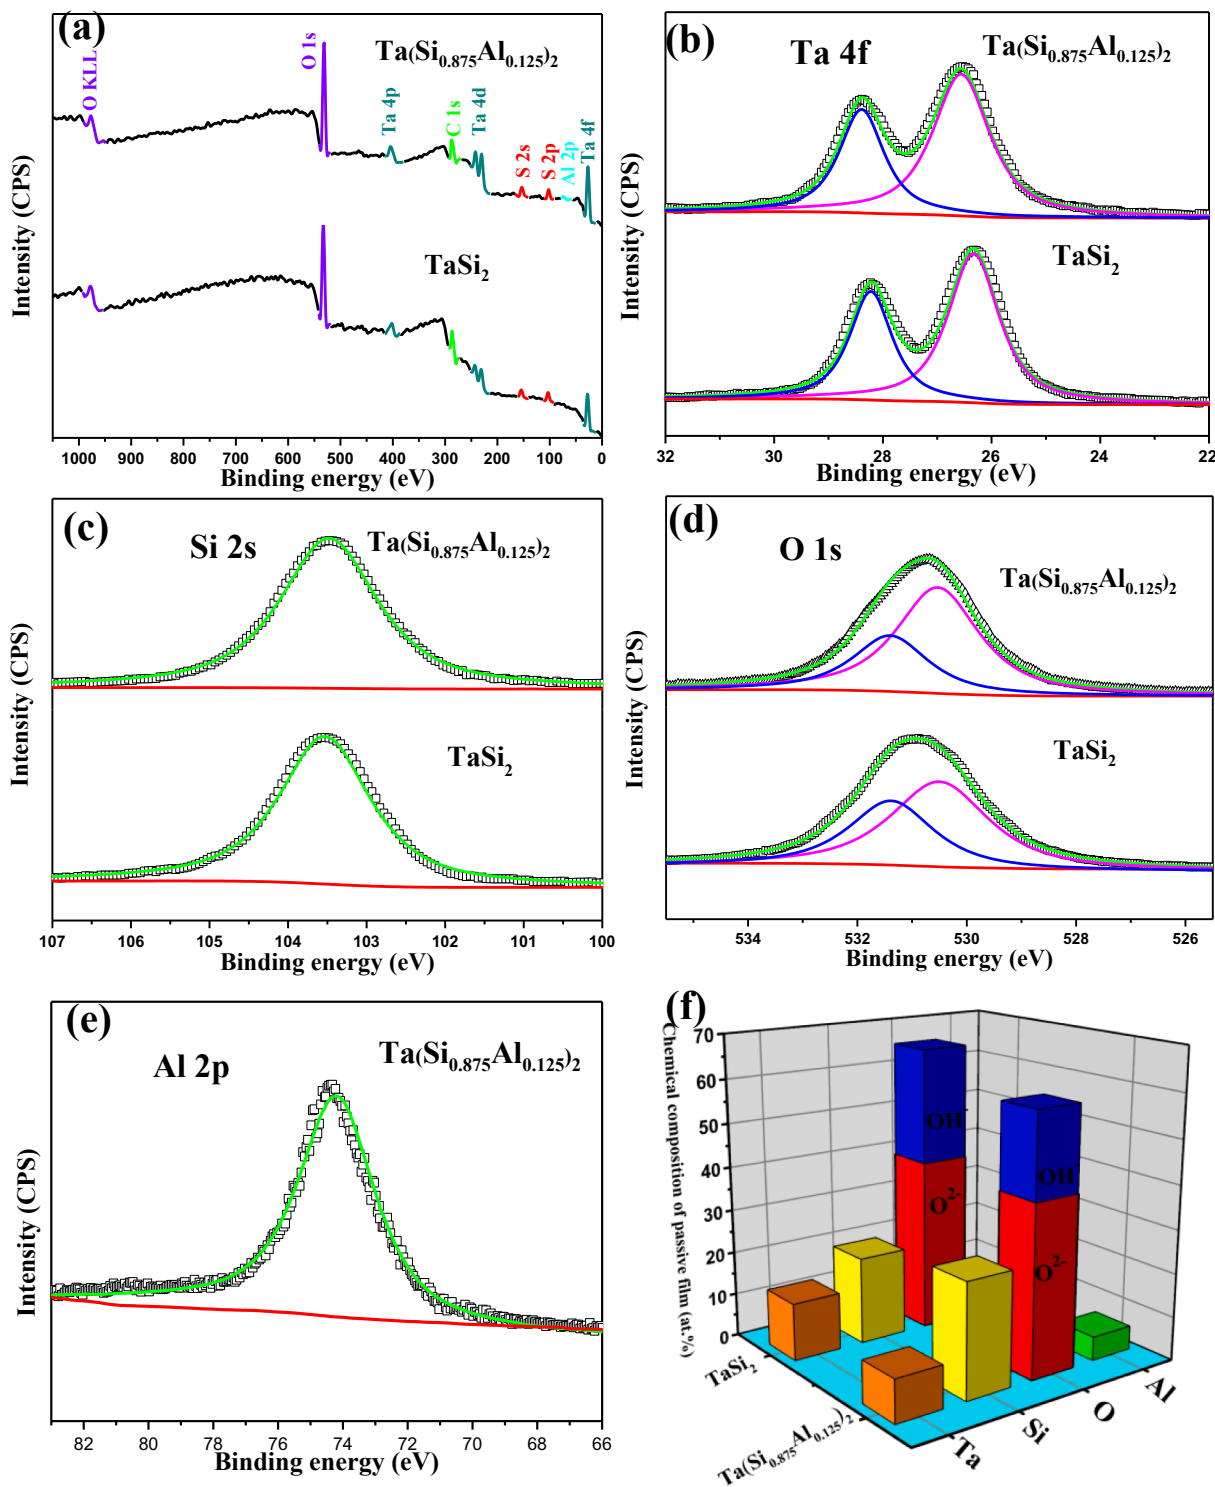 (a)
Ta(Si0.875Al0.125)2
O KLL
O 1s
Ta 4p
C 1s
Ta 4d
S 2s
S 2p
Al 2p
Ta 4f
TaSi2
Intensity (CPS)
1000 900 800 700 600 500 400 300 200 100 0
Binding energy (eV)
(b)
Ta 4f
Ta(Si0.875Al0.125)2
TaSi2
Intensity (CPS)
32 30 28 26 24 22
Binding energy (eV)
(c)
Si 2s
Ta(Si0.875Al0.125)2
TaSi2
Intensity (CPS)
107 106 105 104 103 102 101 100
Binding energy (eV)
(d)
O 1s
Ta(Si0.875Al0.125)2
TaSi2
Intensity (CPS)
534 532 530 528 526
Binding energy (eV)
(e)
Al 2p
Ta(Si0.875Al0.125)2
Intensity (CPS)
82 80 78 76 74 72 70 68 66
Binding energy (eV)
(f)
Chemical composition of passive film (at.%)
70
60
50
40
30
20
10
0
OH
O2-
OH
O2-
TaSi2
Ta(Si0.875Al0.125)2
Ta
Si
O
Al